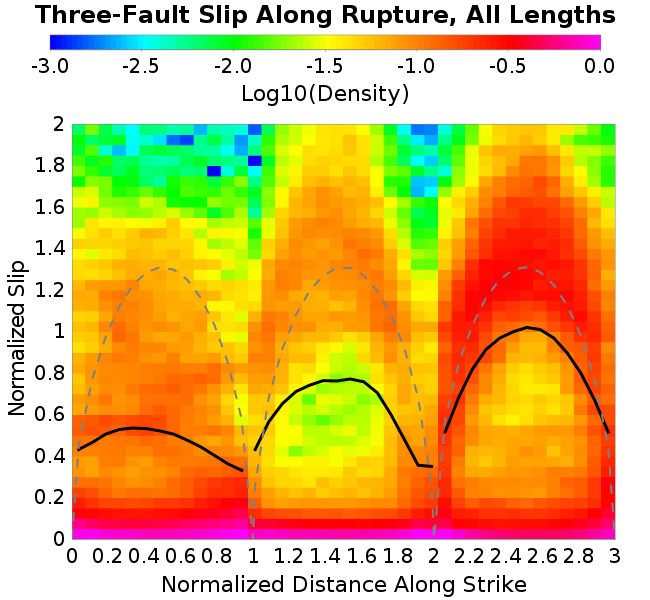 Three-Fault Slip Along Rupture, All Lengths
-3.0 -2.5 -2.0 -1.5 -1.0 -0.5 0.0
Log10(Density)
Normalized Slip
2
1.8
1.6
1.4
1.2
1
0.8
0.6
0.4
0.2
0
0 0.2 0.4 0.6 0.8 1 1.2 1.4 1.6 1.8 2 2.2 2.4 2.6 2.8 3
Normalized Distance Along Strike